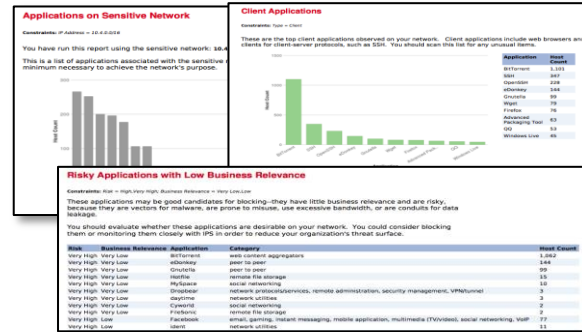 Applications on Sensitive Network
Constraints: IP Address = 10.4.0.0/16
You have run this report using the sensitive network: 10.4
This is a list of applications associated with the sensitive
minimum necessary to achieve the network's purpose.
Host Count
Client Applications
Constraints: Type = Client
These are the top client applications observed on your network. Client applications include web browsers and
clients for client-server protocols, such as SSH. You should scan this list for any unusual items.
Host Count
BitTorrent
SSH
OpenSSH
eDonkey
Gnutella
Wget
Firefox
Application Host Count
BitTorrent 1,101
SSH 347
OpenSSH 228
eDonkey 144
Gnutella 99
Wget 79
Firefox 76
Advanced Packaging Tool 63
QQ 53
Windows Live 45
Risky Applications with Low Business Relevance
Constraints: Risk = High,Very High; Business Relevance = Very Low,Low
These applications may be good candidates for blocking--they have little business relevance and are risky,
because they are vectors for malware, are prone to misuse, use excessive bandwidth, or are conduits for data
leakage.
You should evaluate whether these applications are desirable on your network. You could consider blocking
them or monitoring them closely with IPS in order to reduce your organization's threat surface.
Risk Business Relevance Application Category Host Count
Very High Very Low BitTorrent web content aggregators 1,062
Very High Very Low eDonkey peer to peer 144
Very High Very Low Gnutella peer to peer 99
Very High Very Low Hotfile remote file storage 15
Very High Very Low MySpace social networking 10
Very High Very Low Dropbear network protocols/services, remote administration, security management, VPN/tunnel 3
Very High Very Low daytime network utilities 3
Very High Very Low Cyworld social networking 2
Very High Very Low FileSonic remote file storage 2
Very High Low Facebook email, gaming, instant messaging, mobile application, multimedia (TV/video), social networking, VoIP 77
Very High Low ident network utilities 11